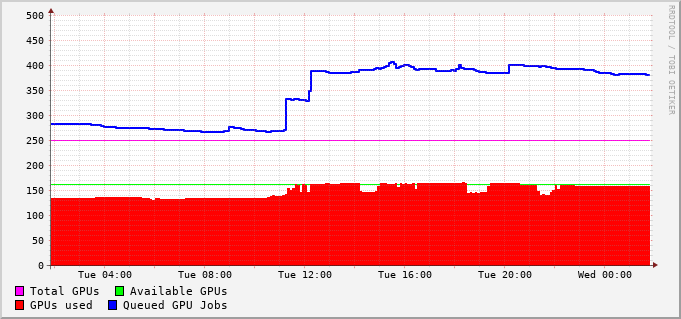 500
450
400
350
300
250
200
150
100
50
0
Tue 04:00 Tue 08:00 Tue 12:00 Tue 16:00 Tue 20:00 Wed 00:00
Total GPUs Available GPUs
GPUs used Queued GPU Jobs
RRDTOOL / TOBI OETIKER